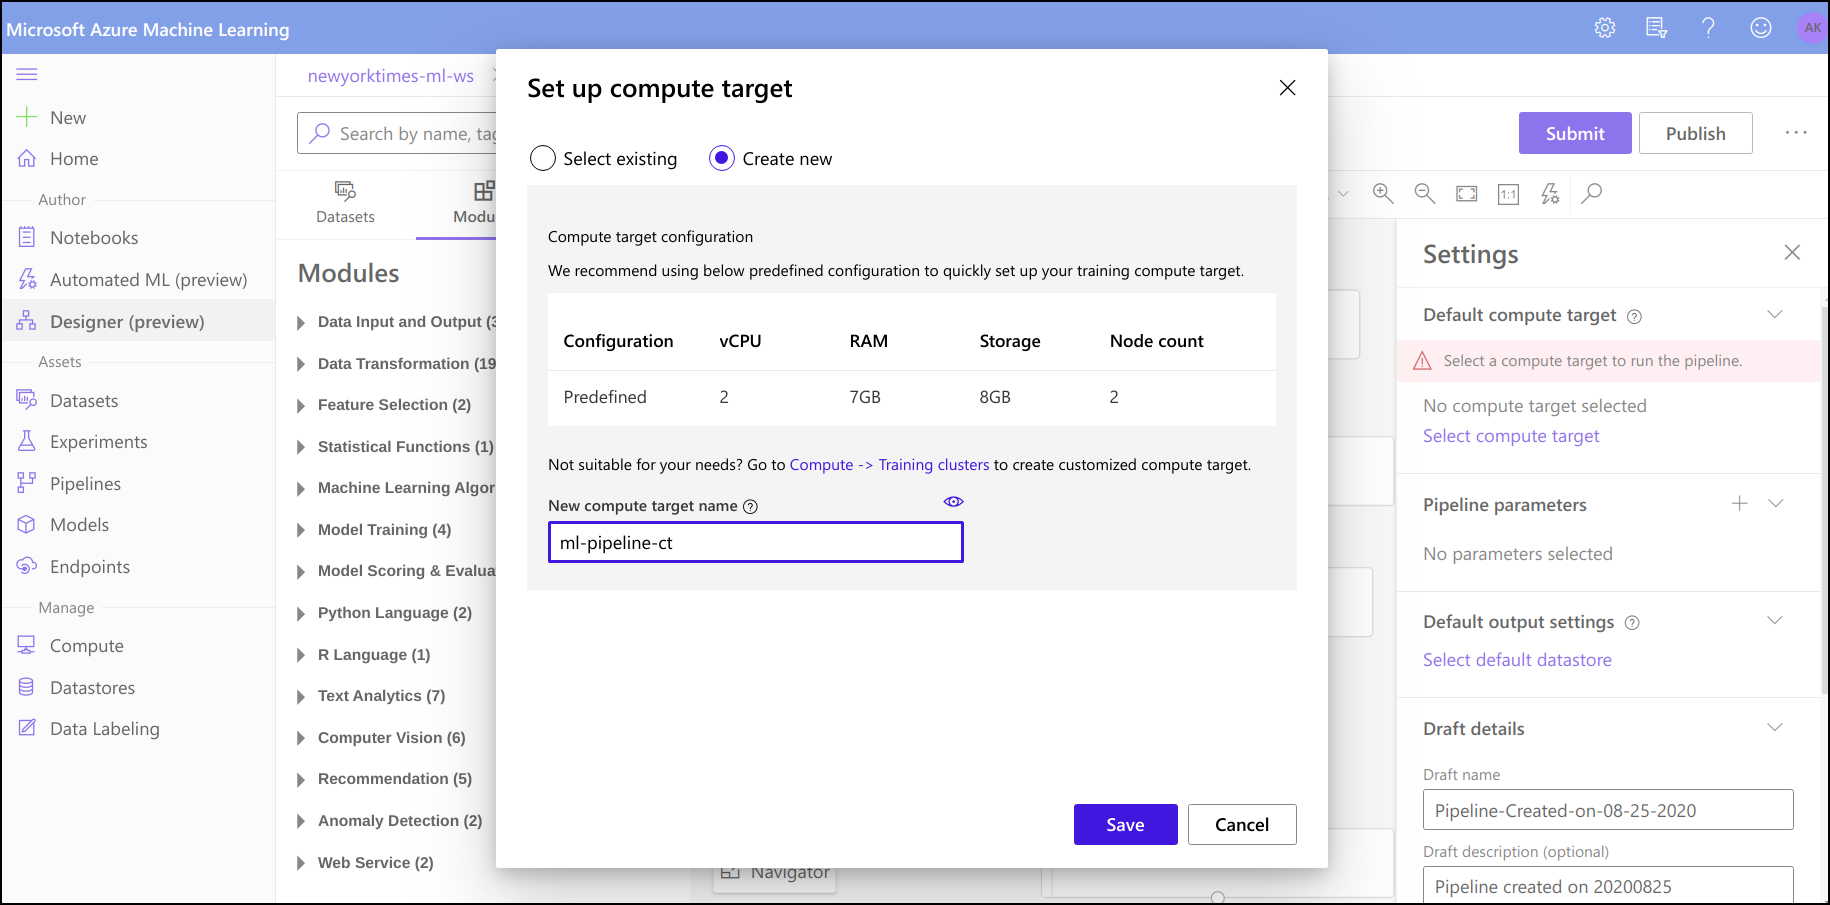 Microsoft Azure Machine Learning
AK
New
Home
Author
Notebooks
Automated ML (preview)
Designer (preview)
Assets
Datasets
Experiments
Pipelines
Models
Endpoints
Manage
Compute
Datastores
Data Labeling
newyorktimes-ml-ws
Search by name, tag
Datasets
Modu
Modules
Data Input and Output (3
Data Transformation (19
Feature Selection (2)
Statistical Functions (1)
Machine Learning Algor
Model Training (4)
Model Scoring & Evalua
Python Language (2)
R Language (1)
Text Analytics (7)
Computer Vision (6)
Recommendation (5)
Anomaly Detection (2)
Web Service (2)
Set up compute target
Select existing
Create new
Compute target configuration
We recommend using below predefined configuration to quickly set up your training compute target.
Configuration vCPU RAM Storage Node count
Predefined 2 7GB 8GB 2
Not suitable for your needs? Go to Compute -> Training clusters to create customized compute target.
New compute target name
ml-pipeline-ct
Save
Cancel
Navigator
Submit
Publish
1:1
Settings
Default compute target
Select a compute target to run the pipeline.
No compute target selected
Select compute target
Pipeline parameters
No parameters selected
Default output settings
Select default datastore
Draft details
Draft name
Pipeline-Created-on-08-25-2020
Draft description (optional)
Pipeline created on 20200825